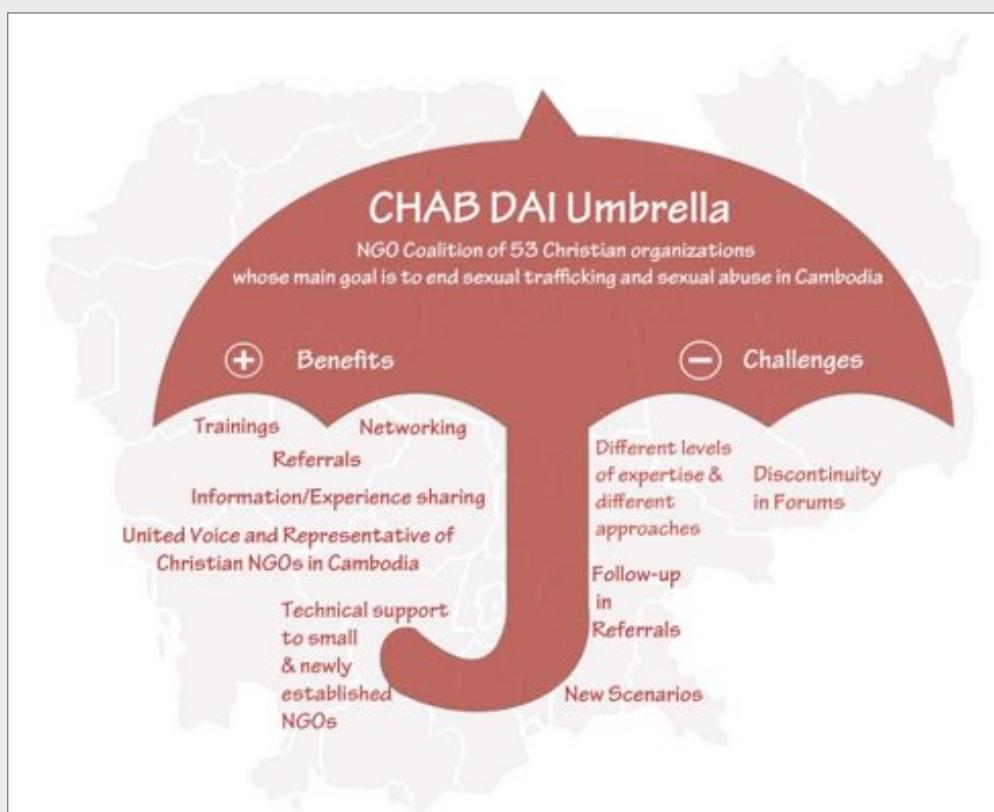 CHAB DAI Umbrella
NGO Coalition of 53 Christian organizations
whose main goal is to end sexual trafficking and sexual abuse in Cambodia
+ Benefits
Trainings
Networking
Referrals
Information/Experience sharing
United Voice and Representative of
Christian NGOs in Cambodia
Technical support
to small
& newly
established
NGOs
− Challenges
Different levels
of expertise &
different
approaches
Discontinuity
in Forums
Follow-up
in
Referrals
New Scenarios